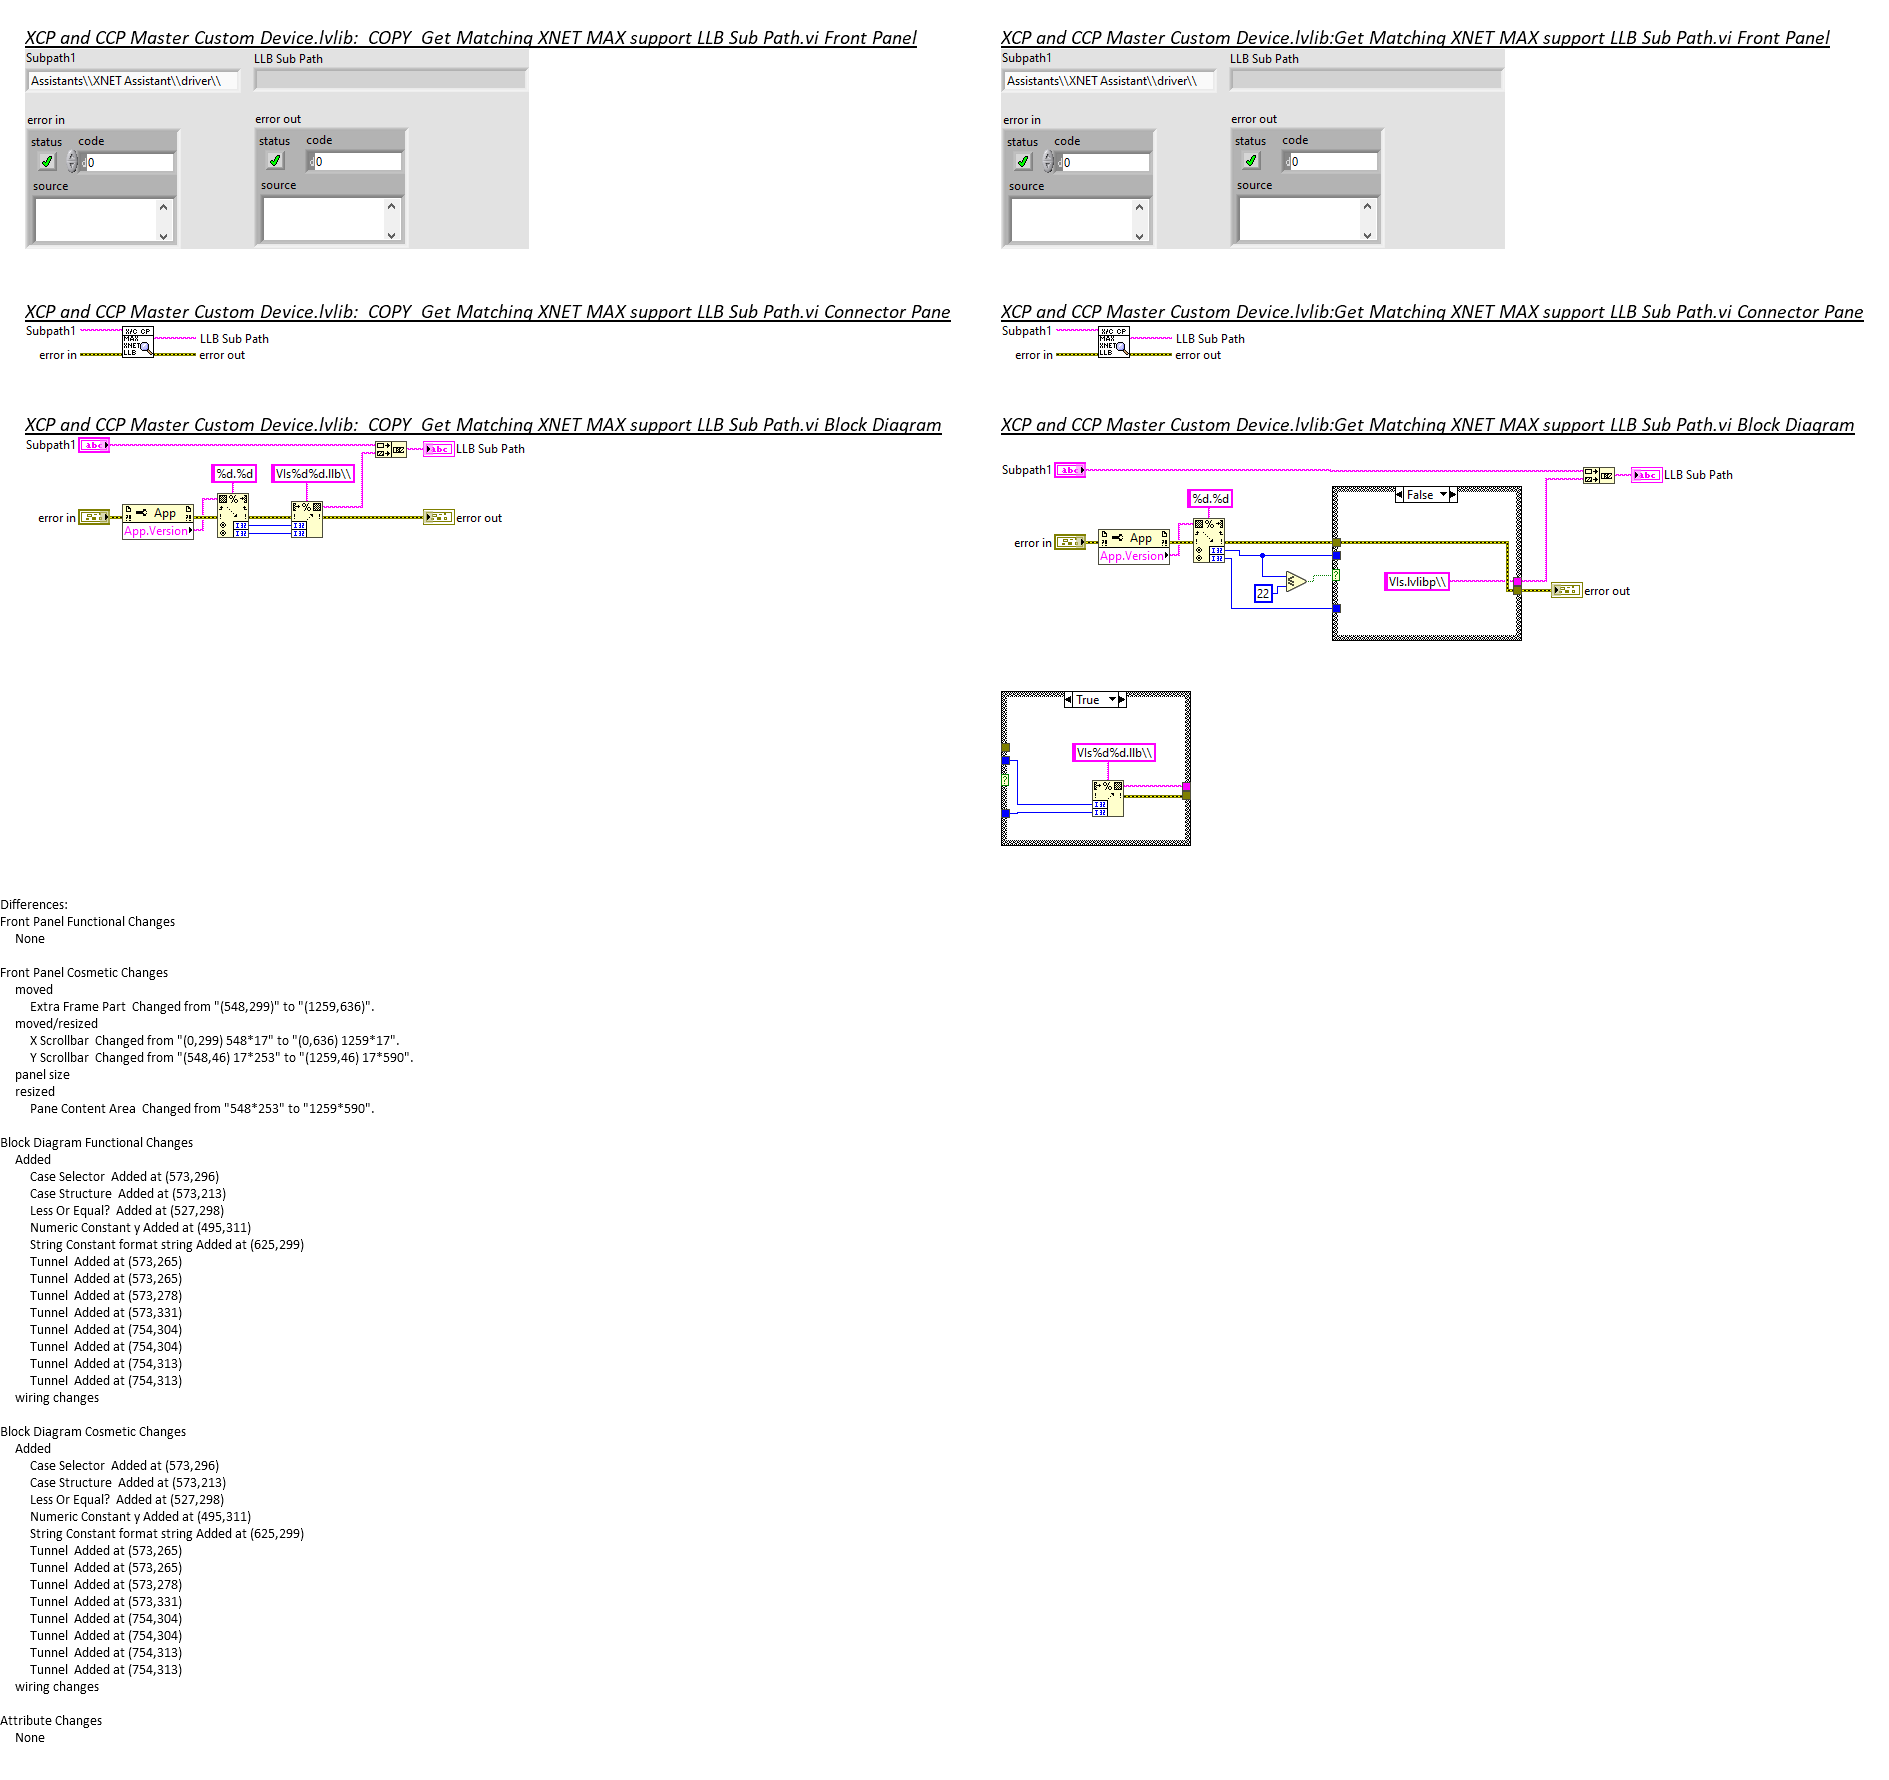 XCP and CCP Master Custom Device.lvlib:  COPY  Get Matching XNET MAX support LLB Sub Path.vi Front Panel
Subpath1
LLB Sub Path
Assistants\\XNET Assistant\\driver\\
error in
error out
status
code
status
code
0
0
source
source
XCP and CCP Master Custom Device.lvlib:Get Matching XNET MAX support LLB Sub Path.vi Front Panel
Subpath1
LLB Sub Path
Assistants\\XNET Assistant\\driver\\
error in
error out
status
code
status
code
0
0
source
source
XCP and CCP Master Custom Device.lvlib:  COPY  Get Matching XNET MAX support LLB Sub Path.vi Connector Pane
Subpath1
X/C CP
MAX
XNET
LLB
LLB Sub Path
error in
error out
XCP and CCP Master Custom Device.lvlib:Get Matching XNET MAX support LLB Sub Path.vi Connector Pane
Subpath1
X/C CP
MAX
XNET
LLB
LLB Sub Path
error in
error out
XCP and CCP Master Custom Device.lvlib:  COPY  Get Matching XNET MAX support LLB Sub Path.vi Block Diagram
Subpath1
abc
abc
LLB Sub Path
%d.%d
VIs%d%d.llb\\
error in
App
App.Version
%
I32
I32
%
I32
I32
error out
XCP and CCP Master Custom Device.lvlib:Get Matching XNET MAX support LLB Sub Path.vi Block Diagram
Subpath1
abc
abc
LLB Sub Path
%d.%d
False
error in
App
App.Version
%
I32
I32
22
?
VIs.lvlibp\\
error out
True
VIs%d%d.llb\\
?
%
I32
I32
Differences:
Front Panel Functional Changes
None
Front Panel Cosmetic Changes
moved
Extra Frame Part  Changed from "(548,299)" to "(1259,636)".
moved/resized
X Scrollbar  Changed from "(0,299) 548*17" to "(0,636) 1259*17".
Y Scrollbar  Changed from "(548,46) 17*253" to "(1259,46) 17*590".
panel size
resized
Pane Content Area  Changed from "548*253" to "1259*590".
Block Diagram Functional Changes
Added
Case Selector  Added at (573,296)
Case Structure  Added at (573,213)
Less Or Equal?  Added at (527,298)
Numeric Constant y Added at (495,311)
String Constant format string Added at (625,299)
Tunnel  Added at (573,265)
Tunnel  Added at (573,265)
Tunnel  Added at (573,278)
Tunnel  Added at (573,331)
Tunnel  Added at (754,304)
Tunnel  Added at (754,304)
Tunnel  Added at (754,313)
Tunnel  Added at (754,313)
wiring changes
Block Diagram Cosmetic Changes
Added
Case Selector  Added at (573,296)
Case Structure  Added at (573,213)
Less Or Equal?  Added at (527,298)
Numeric Constant y Added at (495,311)
String Constant format string Added at (625,299)
Tunnel  Added at (573,265)
Tunnel  Added at (573,265)
Tunnel  Added at (573,278)
Tunnel  Added at (573,331)
Tunnel  Added at (754,304)
Tunnel  Added at (754,304)
Tunnel  Added at (754,313)
Tunnel  Added at (754,313)
wiring changes
Attribute Changes
None